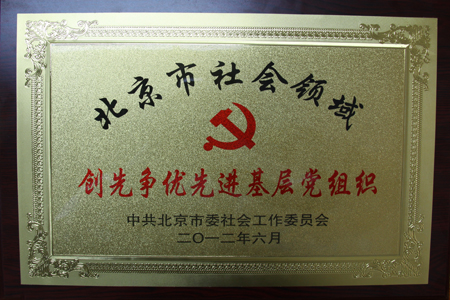 北京市社会领域
创先争优先进基层党组织
中共北京市委社会工作委员会
二〇一二年六月